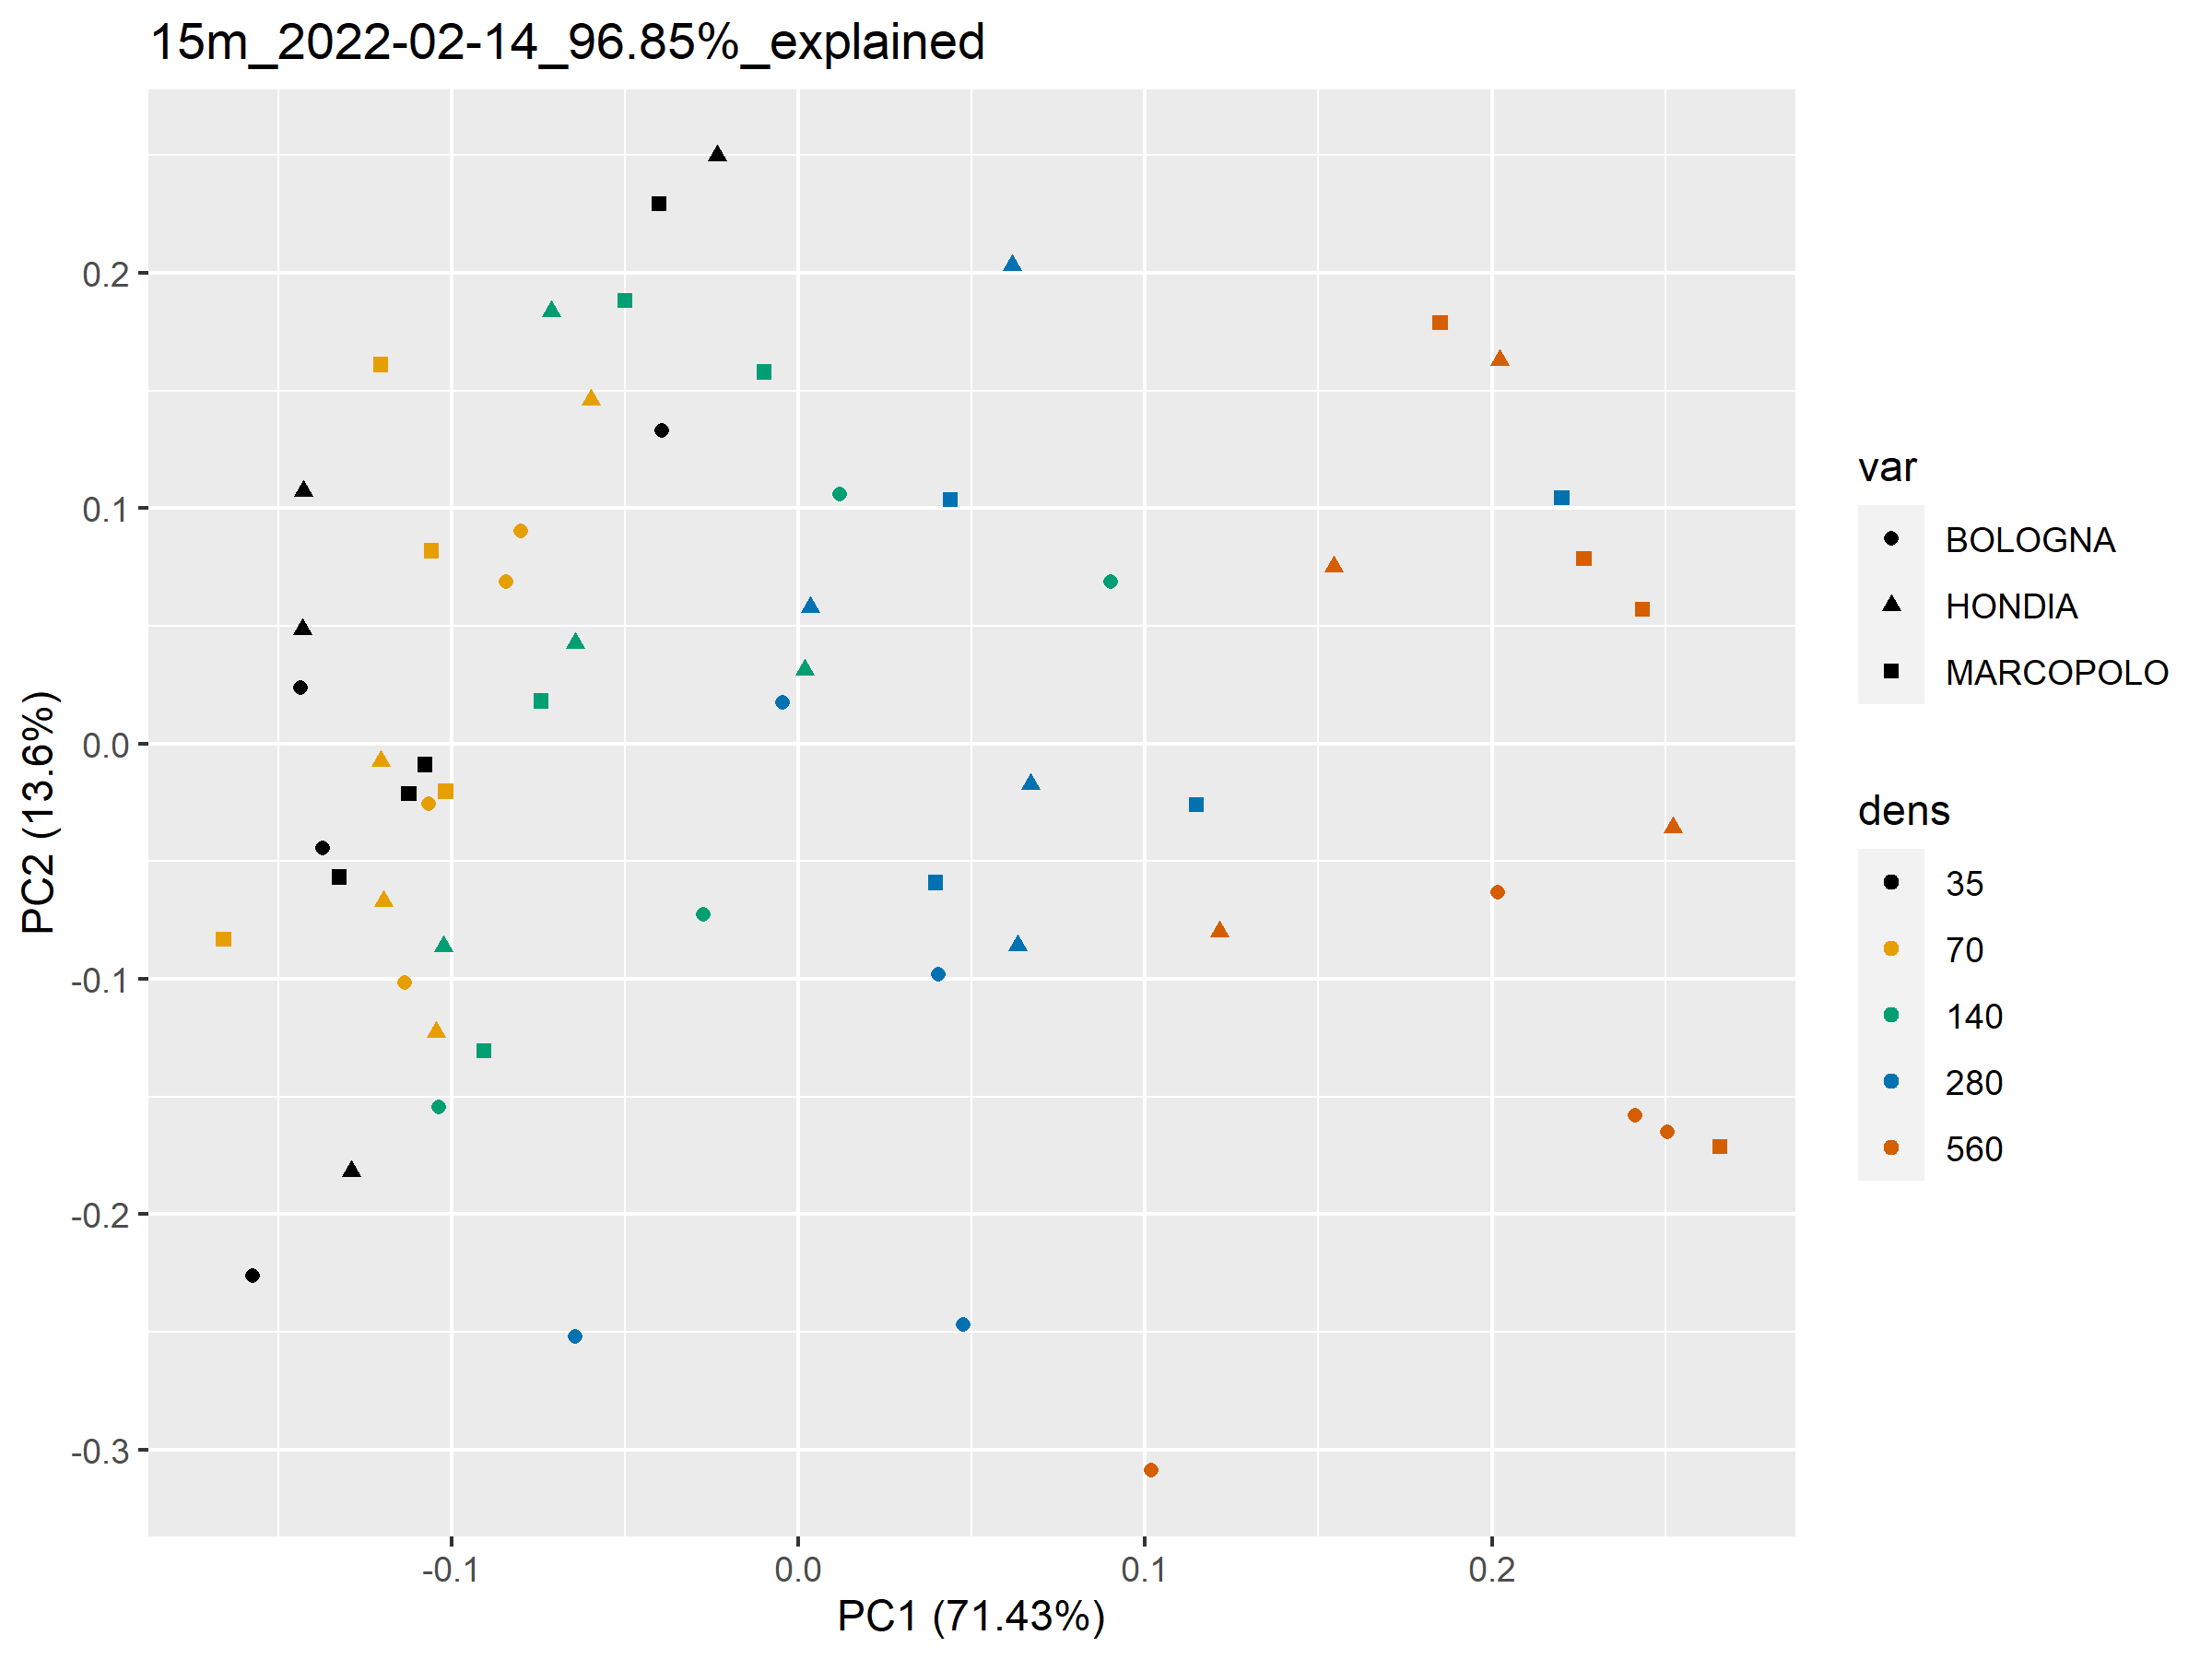 15m_2022-02-14_96.85%_explained
0.2
0.1
0.0
-0.1
-0.2
-0.3
PC2 (13.6%)
-0.1
0.0
0.1
0.2
PC1 (71.43%)
var
BOLOGNA
HONDIA
MARCOPOLO
dens
35
70
140
280
560